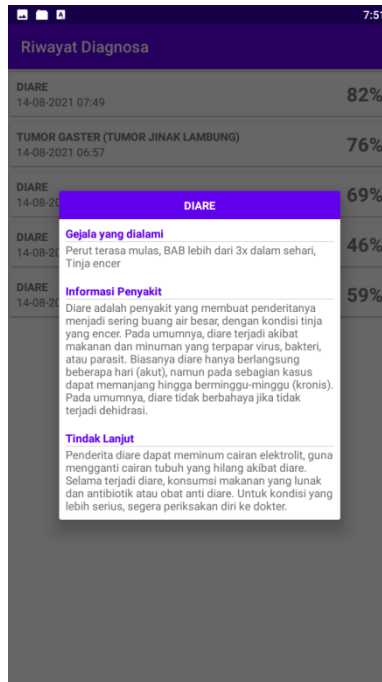 7:51
Riwayat Diagnosa
DIARE
82%
14-08-2021 07:49
TUMOR GASTER (TUMOR JINAK LAMBUNG)
76%
14-08-2021 06:57
DIARE
69%
14-08-20
DIARE
46%
14-08-20
DIARE
59%
14-08-20
DIARE
Gejala yang dialami
Perut terasa mulas, BAB lebih dari 3x dalam sehari,
Tinja encer
Informasi Penyakit
Diare adalah penyakit yang membuat penderitanya
menjadi sering buang air besar, dengan kondisi tinja
yang encer. Pada umumnya, diare terjadi akibat
makanan dan minuman yang terpapar virus, bakteri,
atau parasit. Biasanya diare hanya berlangsung
beberapa hari (akut), namun pada sebagian kasus
dapat memanjang hingga berminggu-minggu (kronis).
Pada umumnya, diare tidak berbahaya jika tidak
terjadi dehidrasi.
Tindak Lanjut
Penderita diare dapat meminum cairan elektrolit, guna
mengganti cairan tubuh yang hilang akibat diare.
Selama terjadi diare, konsumsi makanan yang lunak
dan antibiotik atau obat anti diare. Untuk kondisi yang
lebih serius, segera periksakan diri ke dokter.